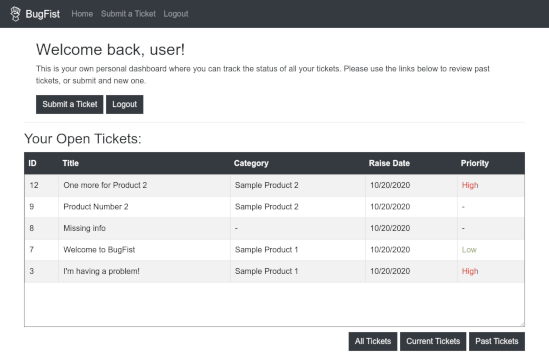 BugFist Home Submit a Ticket Logout
Welcome back, user!
This is your own personal dashboard where you can track the status of all your tickets. Please use the links below to review past
tickets, or submit and new one.
Submit a Ticket Logout
Your Open Tickets:
ID Title Category Raise Date Priority
12 One more for Product 2 Sample Product 2 10/20/2020 High
9 Product Number 2 Sample Product 2 10/20/2020 -
8 Missing info - 10/20/2020 -
7 Welcome to BugFist Sample Product 1 10/20/2020 Low
3 I'm having a problem! Sample Product 1 10/20/2020 High
All Tickets Current Tickets Past Tickets